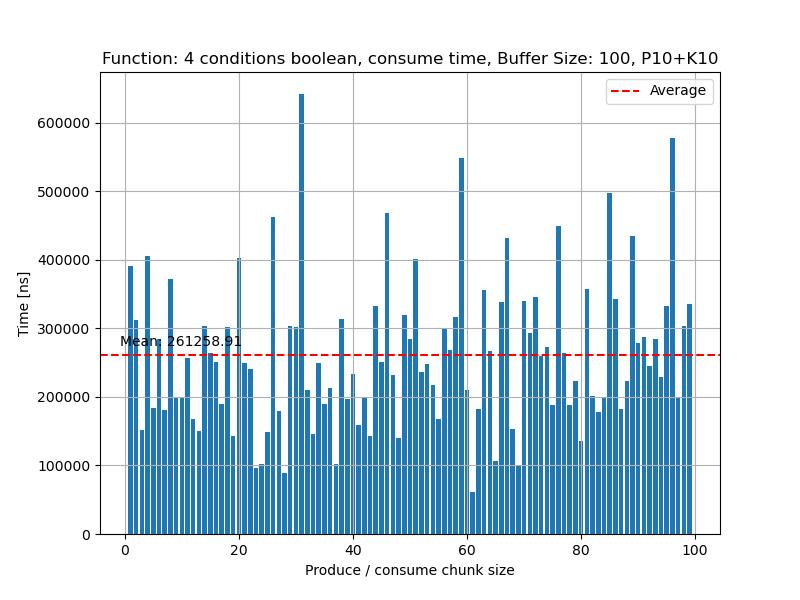 Function: 4 conditions boolean, consume time, Buffer Size: 100, P10+K10
Average
600000
500000
400000
300000
200000
100000
0
Time [ns]
Mean: 261258.91
0 20 40 60 80 100
Produce / consume chunk size